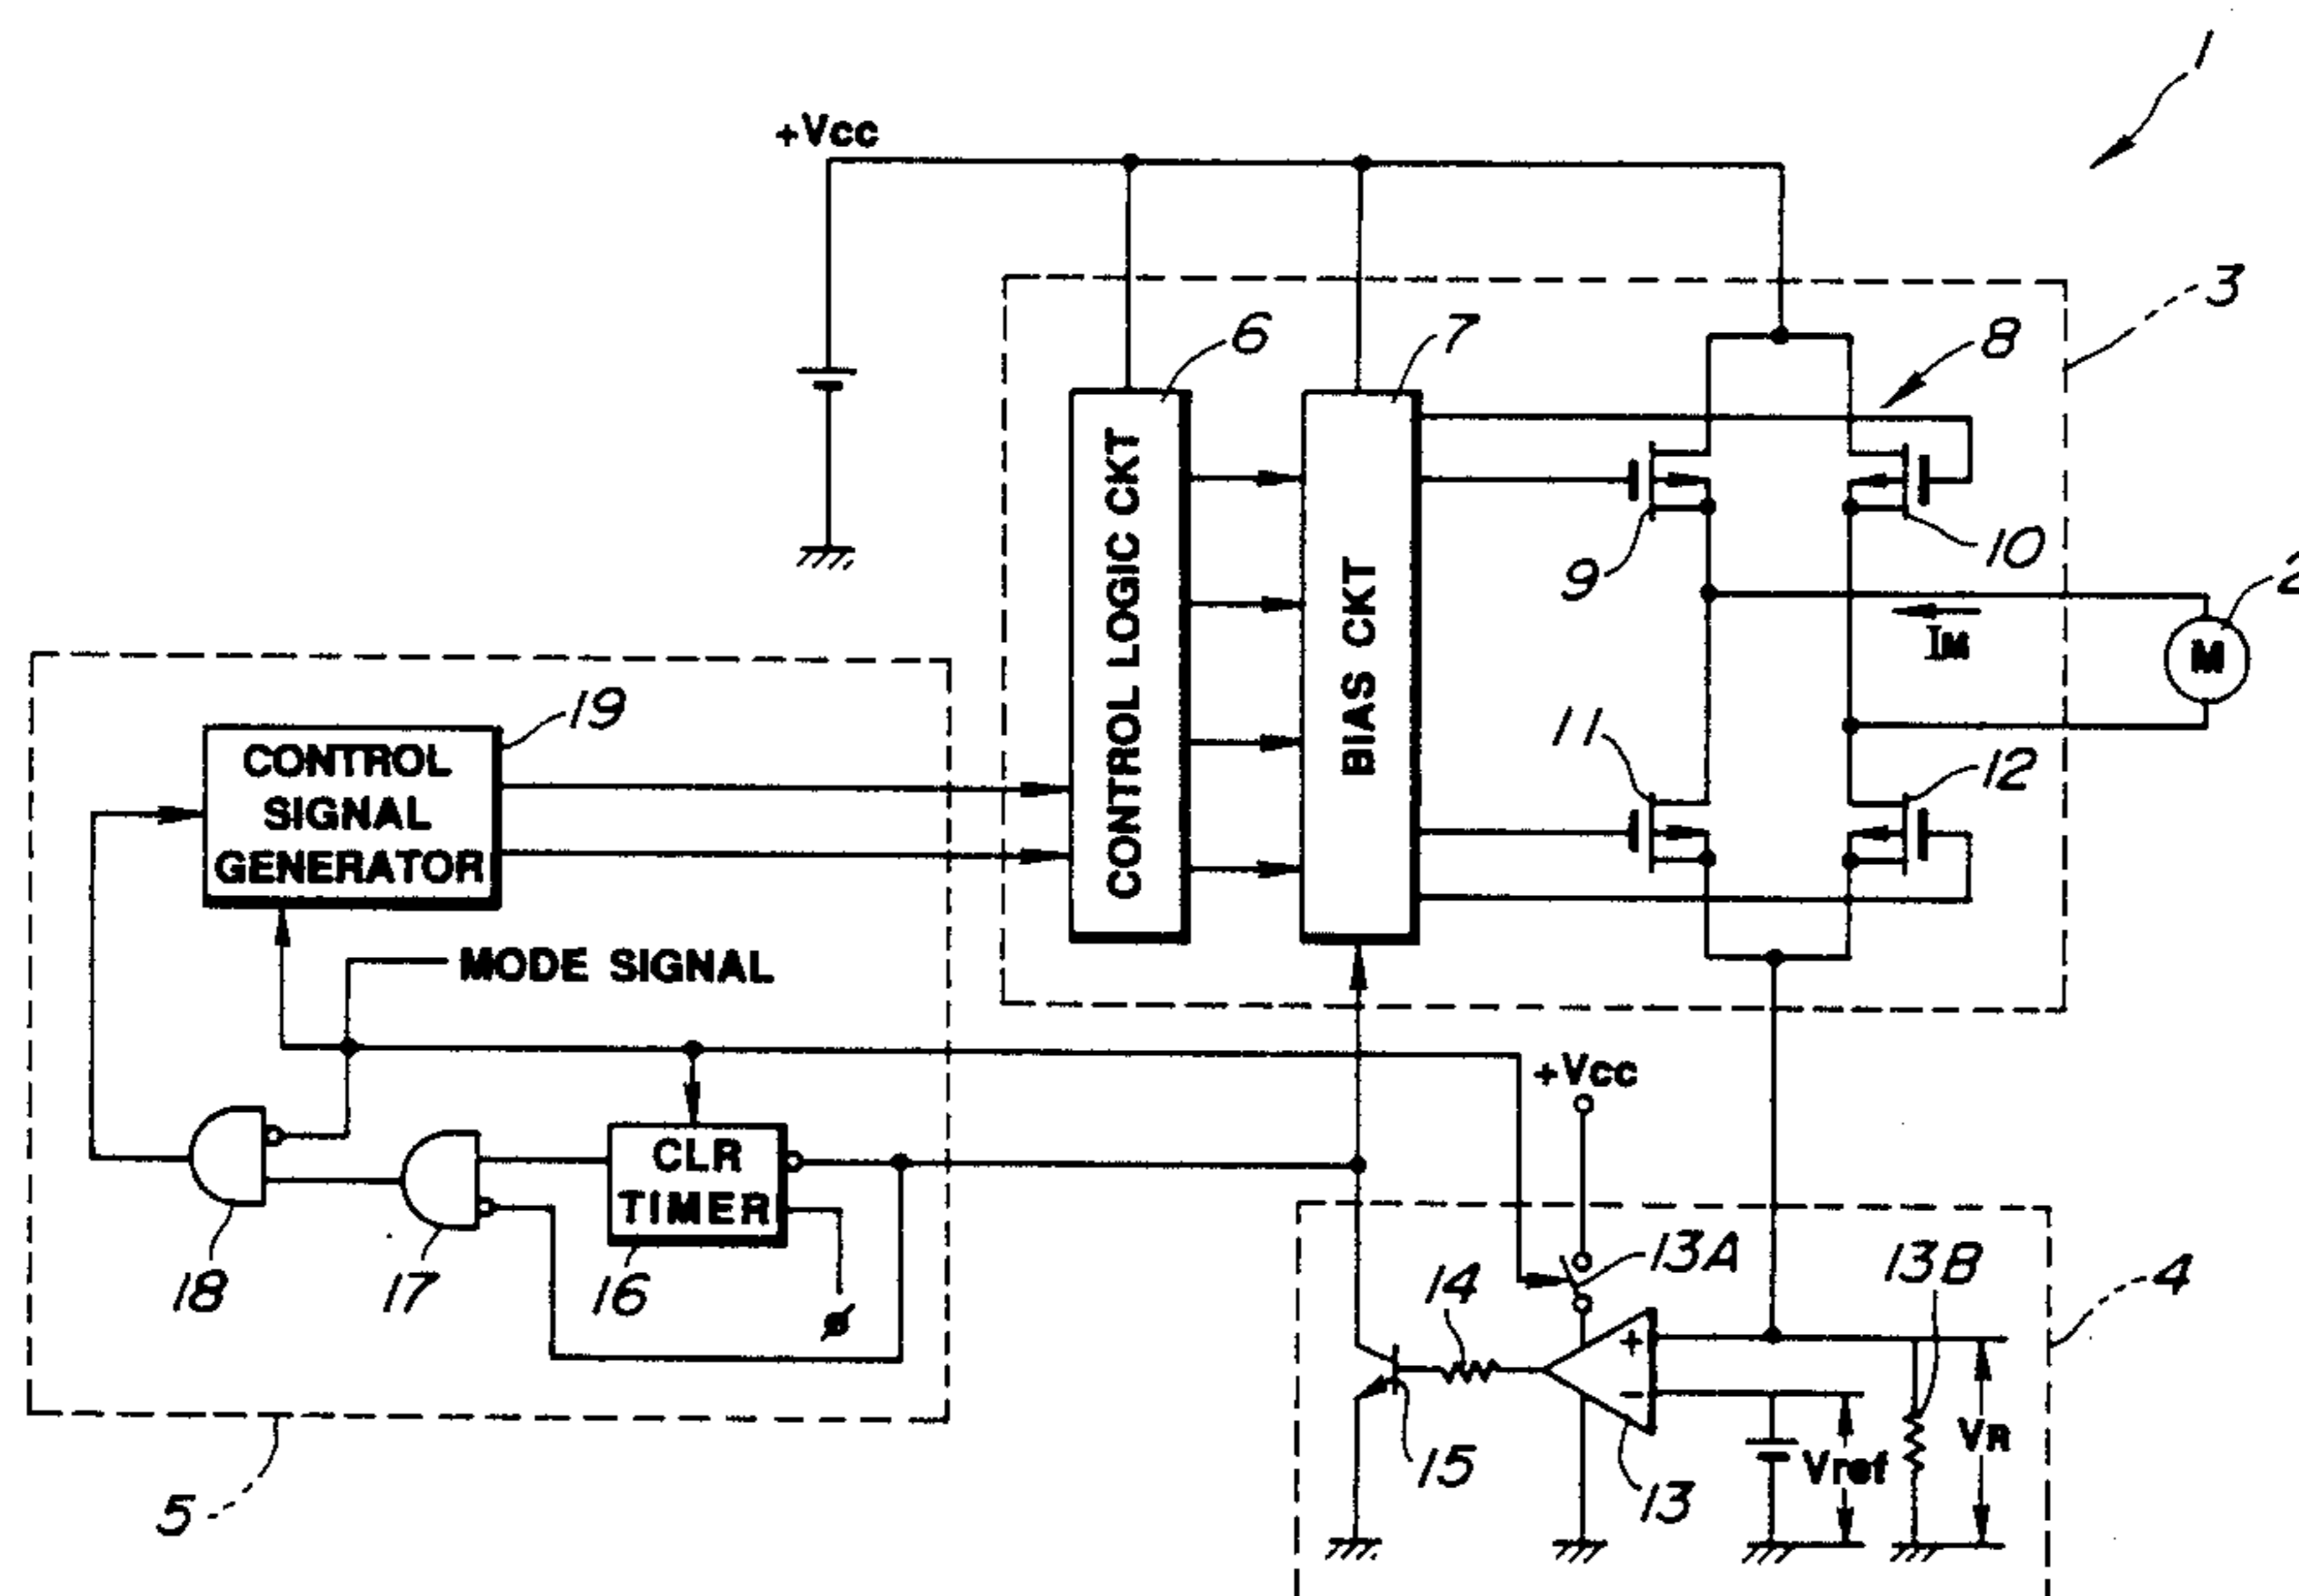 1
+Vcc
3
6
7
8
CONTROL LOGIC CKT
BIAS CKT
9
10
2
IM
M
19
11
12
CONTROL
SIGNAL
GENERATOR
MODE SIGNAL
+Vcc
CLR
TIMER
13A
13B
4
14
18
17
16
ø
+
−
VR
Vref
15
13
5